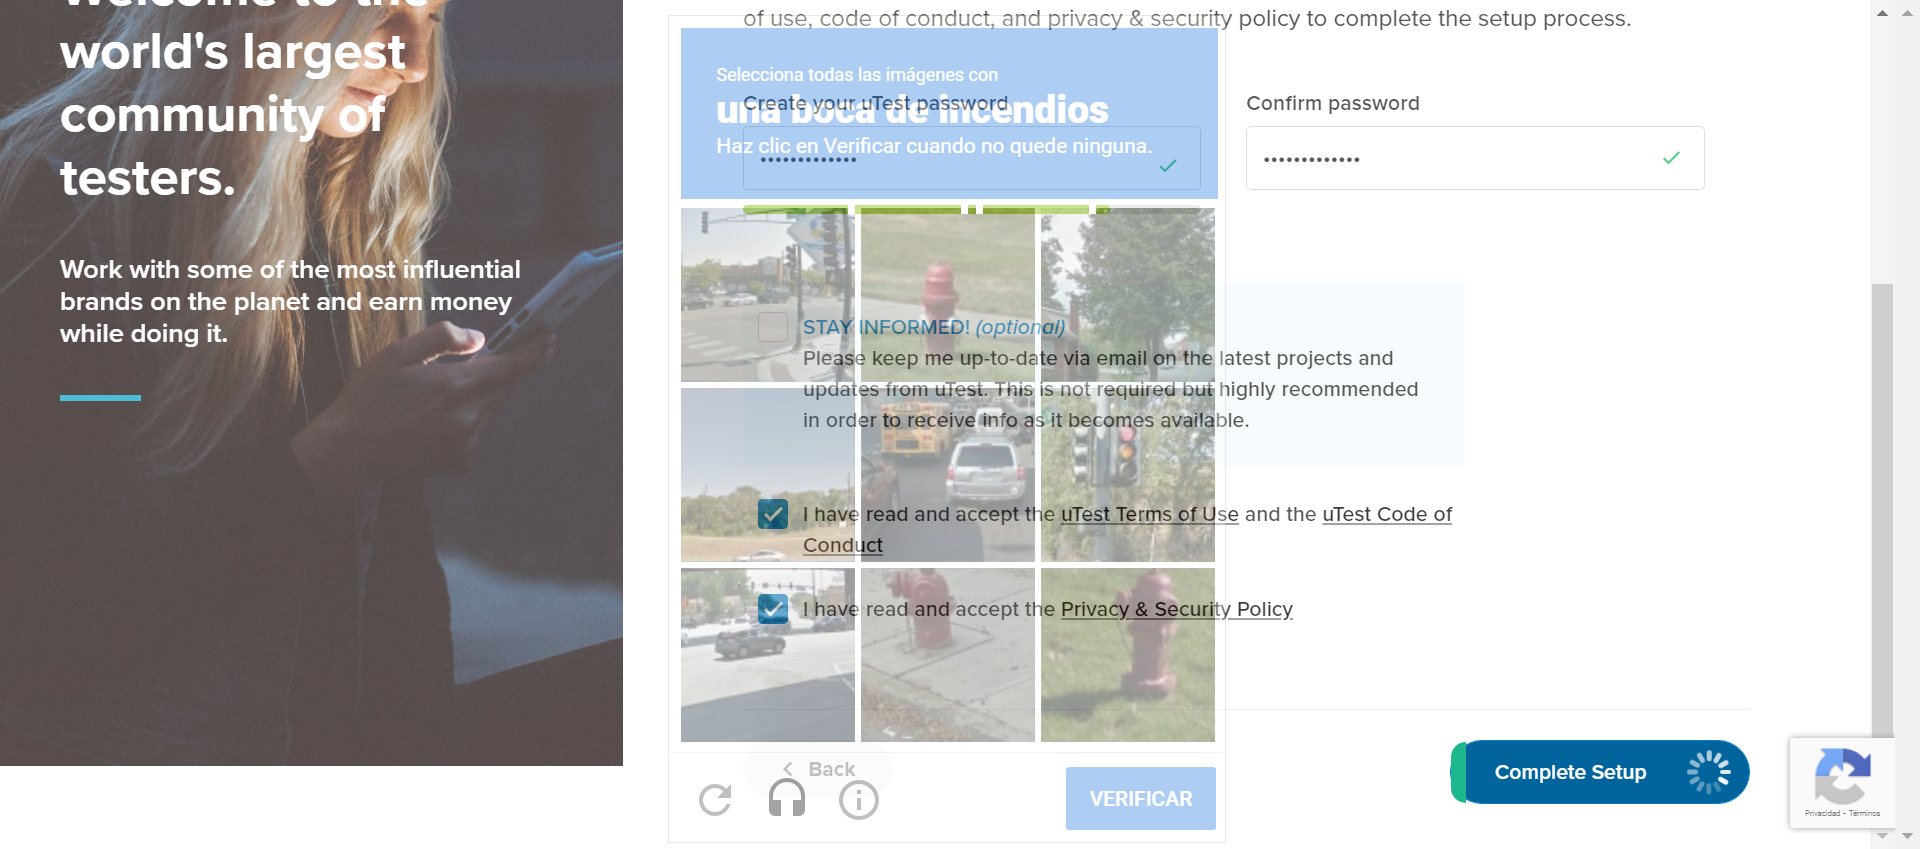 Welcome to the
world's largest
community of
testers.
Work with some of the most influential
brands on the planet and earn money
while doing it.
of use, code of conduct, and privacy & security policy to complete the setup process.
Selecciona todas las imágenes con
una boca de incendios
Haz clic en Verificar cuando no quede ninguna.
Create your uTest password
Confirm password
STAY INFORMED! (optional)
Please keep me up-to-date via email on the latest projects and
updates from uTest. This is not required but highly recommended
in order to receive info as it becomes available.
I have read and accept the uTest Terms of Use and the uTest Code of
Conduct
I have read and accept the Privacy & Security Policy
Back
VERIFICAR
Complete Setup
Privacidad - Términos